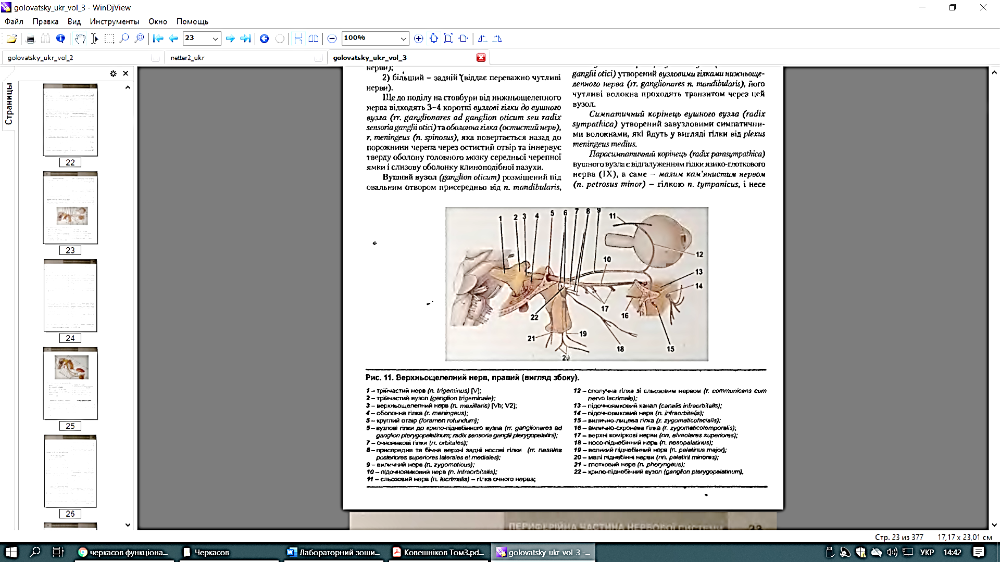 golovatsky_ukr_vol_3 - WinDjView
Файл Правка Вид Инструменты Окно Помощь
23 100%
golovatsky_ukr_vol_2 netter2_ukr golovatsky_ukr_vol_3
Страницы
22
23
24
25
26
нерви);
2) більший – задній (віддає переважно чутливі
нерви).
Ще до поділу на стовбури від нижньощелепного
нерва відходять 3–4 короткі вузлові гілки до вушного
вузла (rr. ganglionares ad ganglion oticum seu radix
sensoria ganglii otici) та оболонна гілка (остистий нерв),
r. meningeus (n. spinosus), яка повертається назад до
порожнини черепа через остистий отвір та іннервує
тверду оболону головного мозку середньої черепної
ямки і слизову оболонку клиноподібної пазухи.
Вушний вузол (ganglion oticum) розміщений під
овальним отвором присередньо від n. mandibularis,
ganglii otici) утворений вузловими гілками нижньоще-
лепного нерва (rr. ganglionares n. mandibularis), його
чутливі волокна проходять транзитом через цей
вузол.
Симпатичний корінець вушного вузла (radix
sympathica) утворений завузловими симпатични-
ми волокнами, які йдуть у вигляді гілки від plexus
meningeus medius.
Парасимпатичний корінець (radix parasympathica)
вушного вузла є відгалуженням гілки язико-глоткового
нерва (IX), а саме – малим кам'янистим нервом
(n. petrosus minor) – гілкою n. tympanicus, і несе
1 2 3 4 5 6 7 8 9 11
12
10
13
14
17
16
22
19
21
18
15
20
Рис. 11. Верхньощелепний нерв, правий (вигляд збоку).
1 – трійчастий нерв (n. trigeminus) [V];
2 – трійчастий вузол (ganglion trigeminale);
3 – верхньощелепний нерв (n. maxillaris) [Vb; V2];
4 – оболонна гілка (r. meningeus);
5 – круглий отвір (foramen rotundum);
6 – вузлові гілки до крило-піднебінного вузла (rr. ganglionares ad
ganglion pterygopalatinum; radix sensoria ganglii pterygopalatini);
7 – очноямкові гілки (rr. orbitales);
8 – присередня та бічна верхні задні носові гілки (rr. nasales
posteriores superiores laterales et mediales);
9 – виличний нерв (n. zygomaticus);
10 – підочноямковий нерв (n. infraorbitalis);
11 – сльозовий нерв (n. lacrimalis) – гілка очного нерва;
12 – сполучна гілка зі сльозовим нервом (r. communicans cum
nervo lacrimale);
13 – підочноямковий канал (canalis infraorbitalis);
14 – підочноямковий нерв (n. infraorbitalis);
15 – вилично-лицева гілка (r. zygomaticofacialis);
16 – вилично-скронева гілка (r. zygomaticotemporalis);
17 – верхні коміркові нерви (nn. alveolares superiores);
18 – носо-піднебінний нерв (n. nasopalatinus);
19 – великий піднебінний нерв (n. palatinus major);
20 – малі піднебінні нерви (nn. palatini minores);
21 – глотковий нерв (n. pharyngeus);
22 – крило-піднебінний вузол (ganglion pterygopalatinum).
ПЕРИФЕРІЙНА ЧАСТИНА НЕРВОВОЇ СИСТЕМИ 23
Стр. 23 из 377 17,17 x 23,01 см
черкасов функціона... Черкасов Лабораторний зоши... Ковешніков Том3.pd... golovatsky_ukr_vol_3 –... УКР 14:42